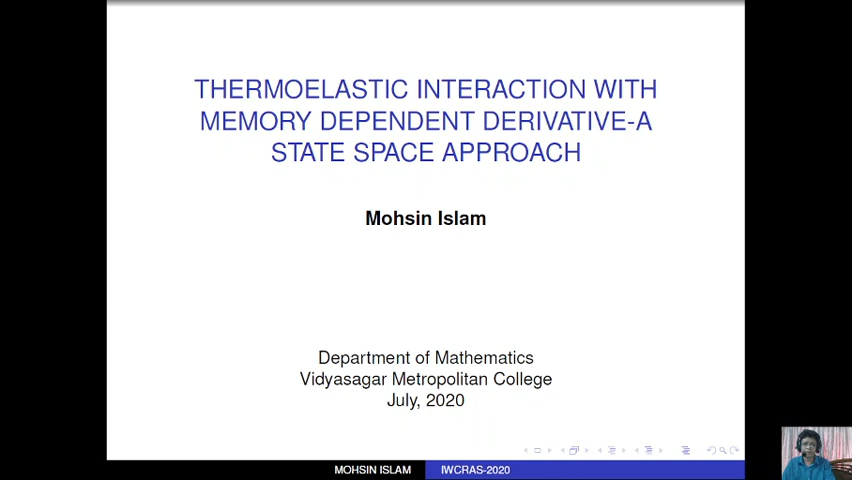 THERMOELASTIC INTERACTION WITH
MEMORY DEPENDENT DERIVATIVE-A
STATE SPACE APPROACH
Mohsin Islam
Department of Mathematics
Vidyasagar Metropolitan College
July, 2020
MOHSIN ISLAM
IWCRAS-2020